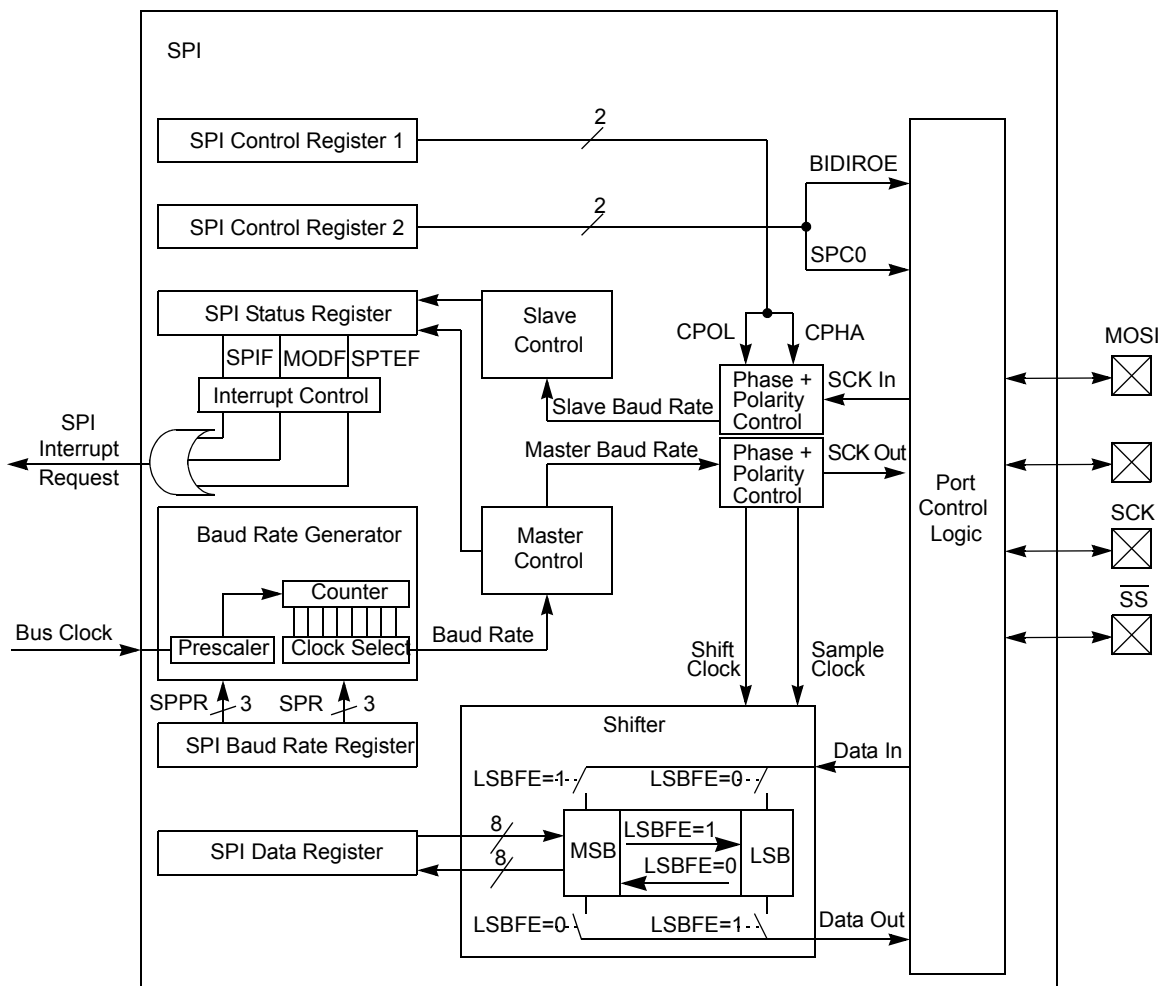 SPI
SPI Control Register 1
2
BIDIROE
SPI Control Register 2
2
SPC0
SPI Status Register
Slave
Control
CPOL
CPHA
MOSI
SPIF
MODF
SPTEF
Interrupt Control
Phase +
Polarity
Control
SCK In
Slave Baud Rate
SPI
Interrupt
Request
Master Baud Rate
Phase +
Polarity
Control
SCK Out
Port
Control
Logic
SCK
Baud Rate Generator
Master
Control
Counter
SS
Bus Clock
Prescaler
Clock Select
Baud Rate
Shift
Clock
Sample
Clock
SPPR
3
SPR
3
SPI Baud Rate Register
Shifter
Data In
LSBFE=1
LSBFE=0
SPI Data Register
8
8
MSB
LSBFE=1
LSBFE=0
LSB
LSBFE=0
LSBFE=1
Data Out